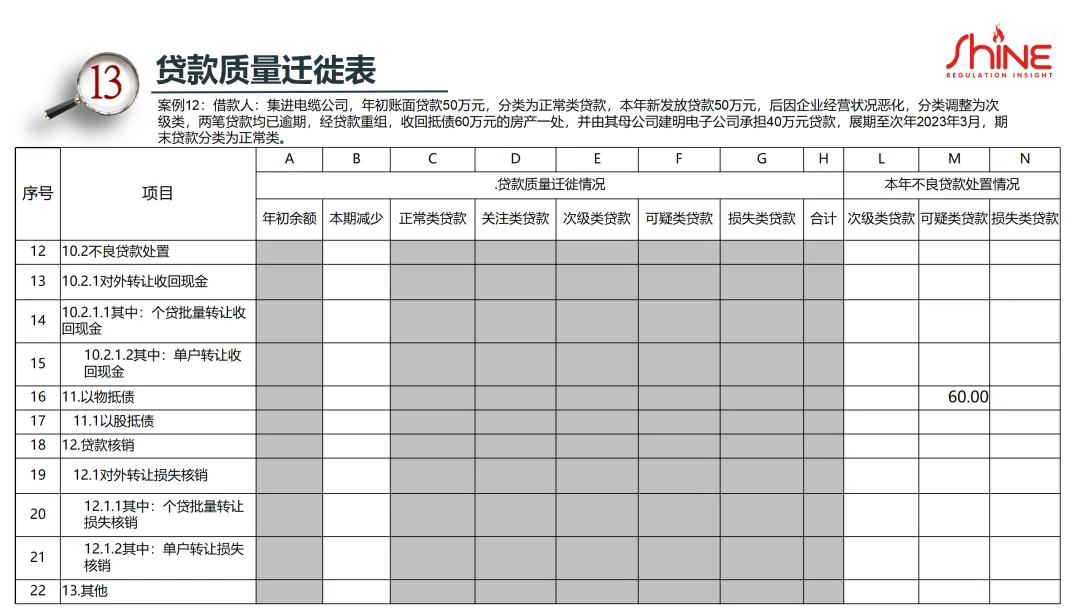 13
贷款质量迁徙表
SHINE
REGULATION INSIGHT
案例12：借款人：集进电缆公司，年初账面贷款50万元，分类为正常类贷款，本年新发放贷款50万元，后因企业经营状况恶化，分类调整为次
级类，两笔贷款均已逾期，经贷款重组，收回抵债60万元的房产一处，并由其母公司建明电子公司承担40万元贷款，展期至次年2023年3月，期
末贷款分类为正常类。
序号 项目 A B C D E F G H L M N
.贷款质量迁徙情况 本年不良贷款处置情况
年初余额 本期减少 正常类贷款 关注类贷款 次级类贷款 可疑类贷款 损失类贷款 合计 次级类贷款 可疑类贷款 损失类贷款
12 10.2不良贷款处置
13 10.2.1对外转让收回现金
14 10.2.1.1其中：个贷批量转让收
回现金
15 10.2.1.2其中：单户转让收
回现金
16 11.以物抵债 60.00
17 11.1以股抵债
18 12.贷款核销
19 12.1对外转让损失核销
20 12.1.1其中：个贷批量转让
损失核销
21 12.1.2其中：单户转让损失
核销
22 13.其他